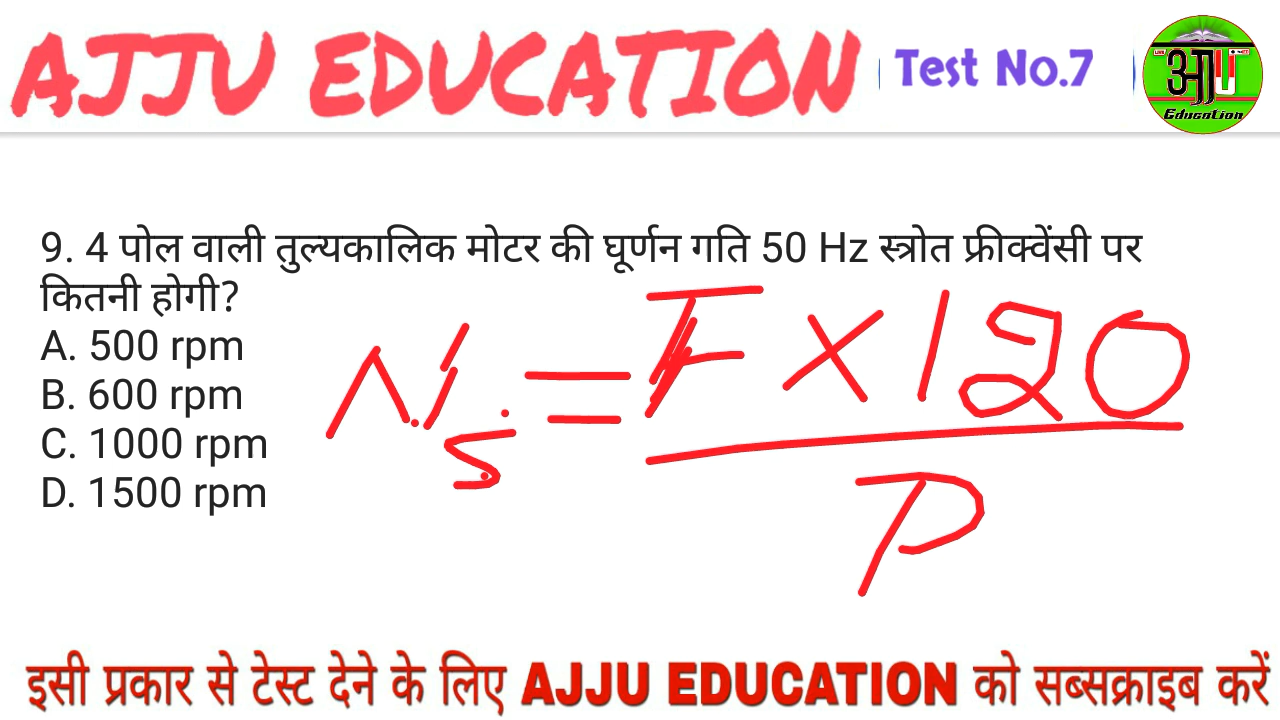 AJJU EDUCATION
Test No.7
आJU
Education
9. 4 पोल वाली तुल्यकालिक मोटर की घूर्णन गति 50 Hz स्त्रोत फ्रीक्वेंसी पर
कितनी होगी?
A. 500 rpm
B. 600 rpm
C. 1000 rpm
D. 1500 rpm
Ns = F × 120
P
इसी प्रकार से टेस्ट देने के लिए AJJU EDUCATION को सब्सक्राइब करें